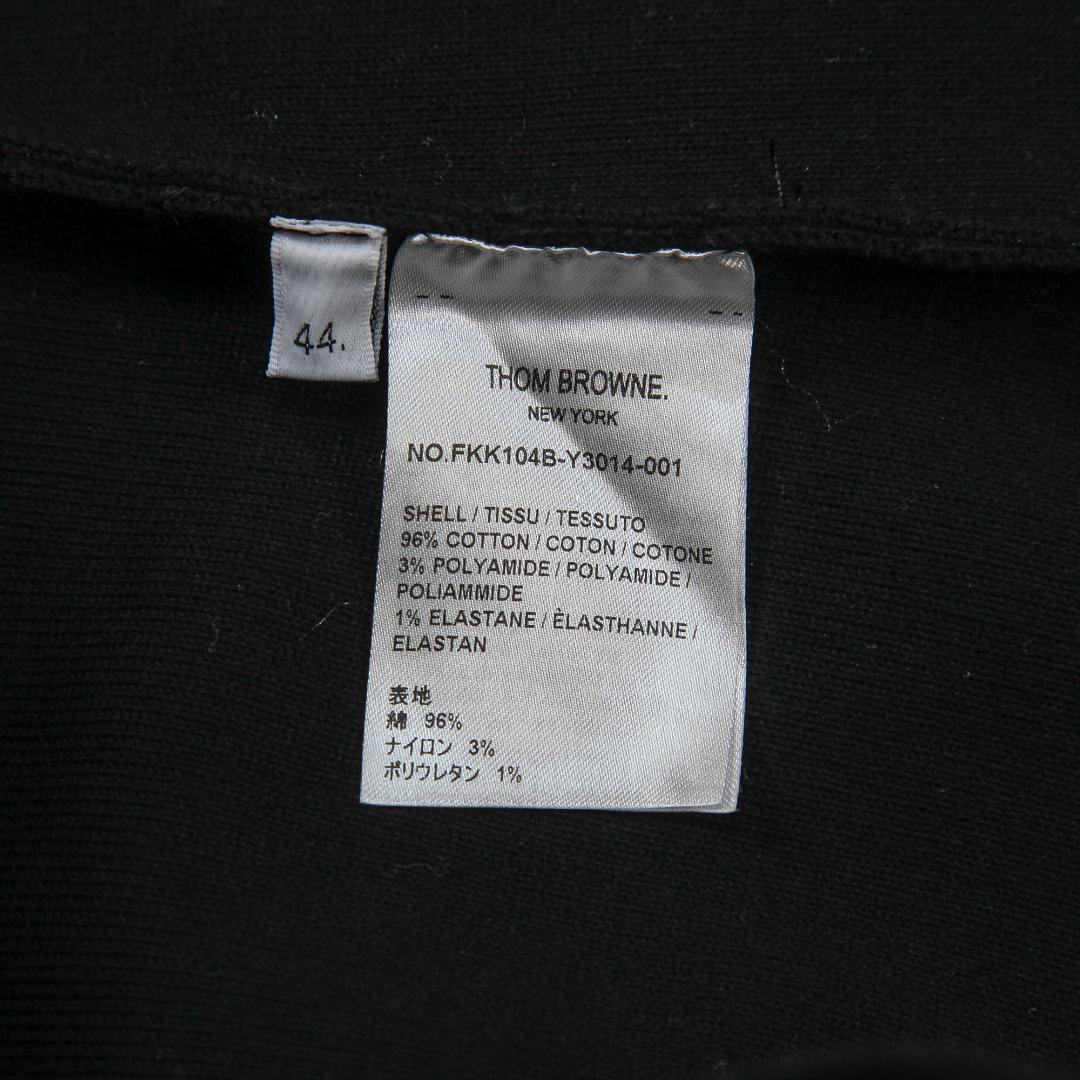 44.
THOM BROWNE.
NEW YORK
NO.FKK104B-Y3014-001
SHELL / TISSU / TESSUTO
96% COTTON / COTON / COTONE
3% POLYAMIDE / POLYAMIDE /
POLIAMMIDE
1% ELASTANE / ÈLASTHANNE /
ELASTAN
表地
綿 96%
ナイロン 3%
ポリウレタン 1%